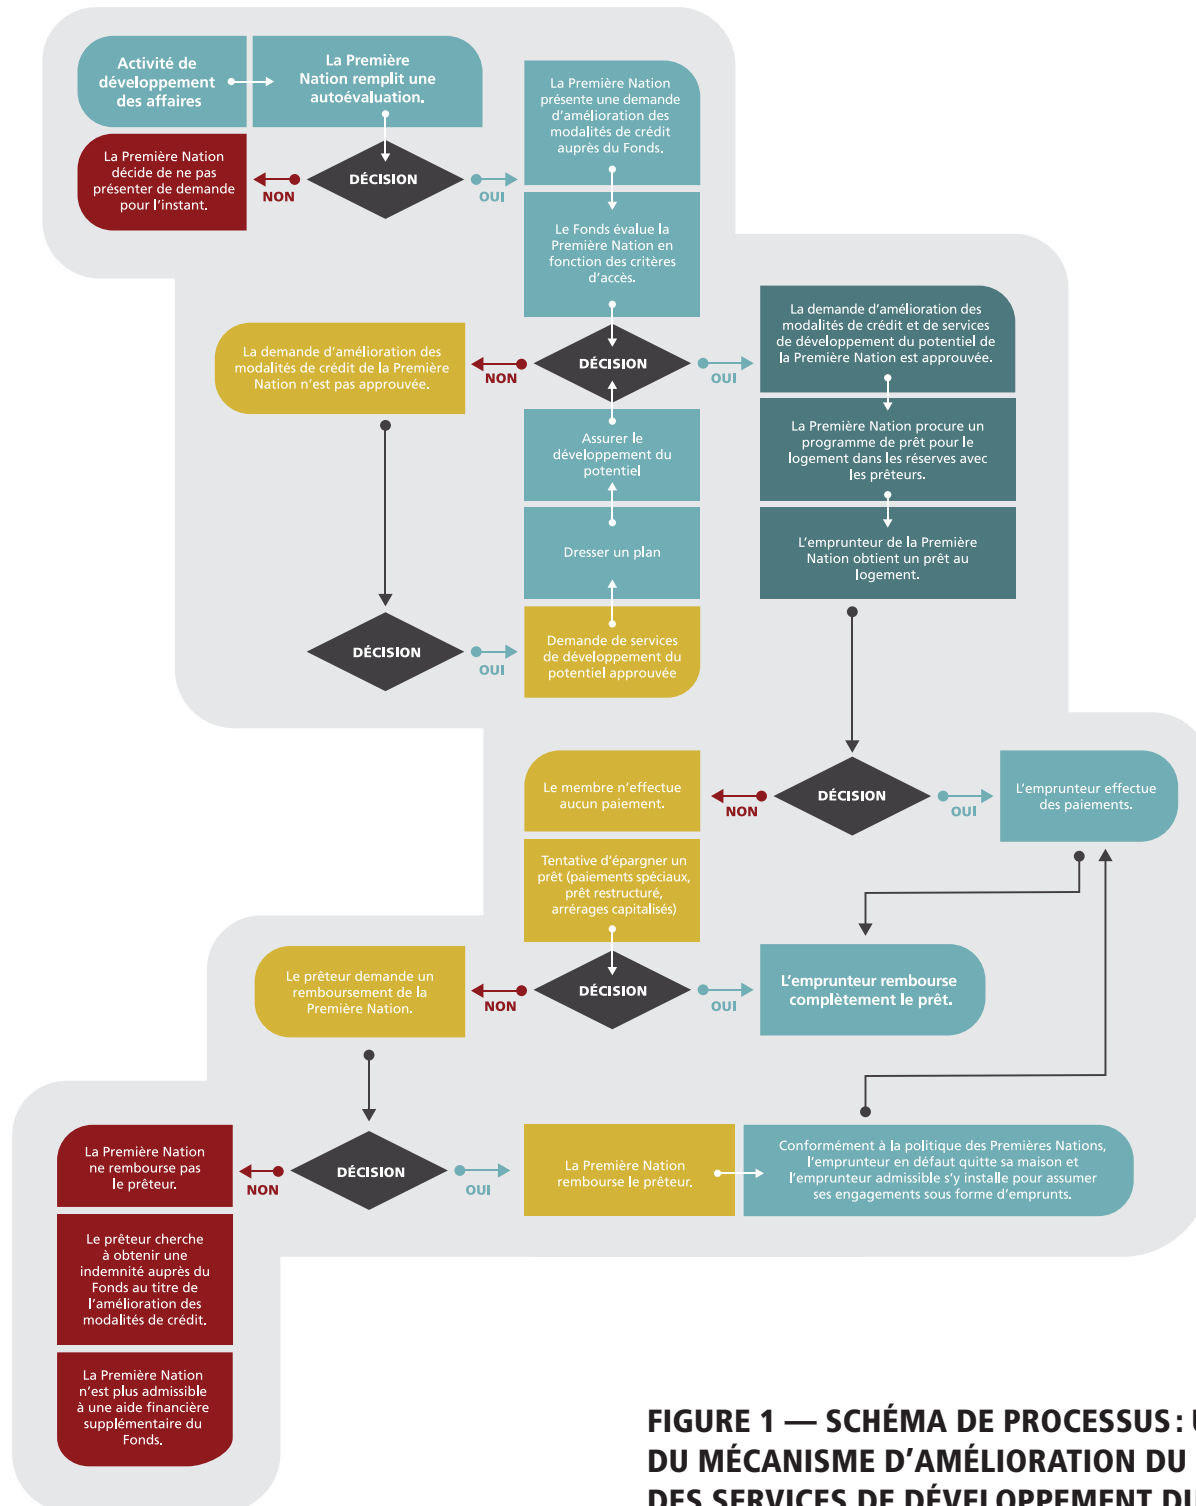 Activité de
développement
des affaires
La Première
Nation remplit une
autoévaluation.
La Première Nation
présente une demande
d'amélioration des
modalités de crédit
auprès du Fonds.
La Première Nation
décide de ne pas
présenter de demande
pour l'instant.
NON
DÉCISION
OUI
Le Fonds évalue la
Première Nation en
fonction des critères
d'accès.
La demande d'amélioration des
modalités de crédit de la Première
Nation n'est pas approuvée.
NON
DÉCISION
OUI
La demande d'amélioration des
modalités de crédit et de services
de développement du potentiel de
la Première Nation est approuvée.
Assurer le
développement du
potentiel
La Première Nation procure un
programme de prêt pour le
logement dans les réserves avec
les prêteurs.
Dresser un plan
L'emprunteur de la Première
Nation obtient un prêt au
logement.
DÉCISION
OUI
Demande de services
de développement du
potentiel approuvée
Le membre n'effectue
aucun paiement.
NON
DÉCISION
OUI
L'emprunteur effectue
des paiements.
Tentative d'épargner un
prêt (paiements spéciaux,
prêt restructuré,
arrérages capitalisés)
Le prêteur demande un
remboursement de la
Première Nation.
NON
DÉCISION
OUI
L'emprunteur rembourse
complètement le prêt.
La Première Nation
ne rembourse pas
le prêteur.
NON
DÉCISION
OUI
La Première Nation
rembourse le prêteur.
Conformément à la politique des Premières Nations,
l'emprunteur en défaut quitte sa maison et
l'emprunteur admissible s'y installe pour assumer
ses engagements sous forme d'emprunts.
Le prêteur cherche
à obtenir une
indemnité auprès du
Fonds au titre de
l'amélioration des
modalités de crédit.
La Première Nation
n'est plus admissible
à une aide financière
supplémentaire du
Fonds.
FIGURE 1 — SCHÉMA DE PROCESSUS :
DU MÉCANISME D'AMÉLIORATION DU
DES SERVICES DE DÉVELOPPEMENT